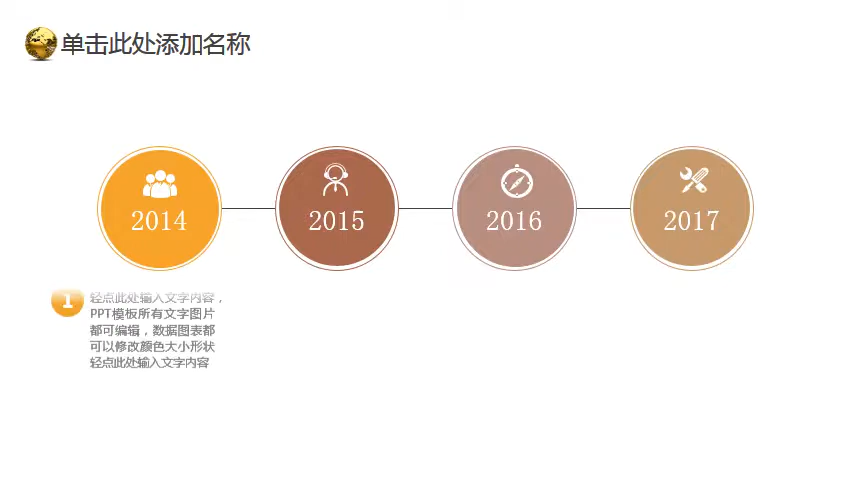 单击此处添加名称
2014
2015
2016
2017
1
轻点此处输入文字内容，
PPT模板所有文字图片
都可编辑，数据图表都
可以修改颜色大小形状
轻点此处输入文字内容